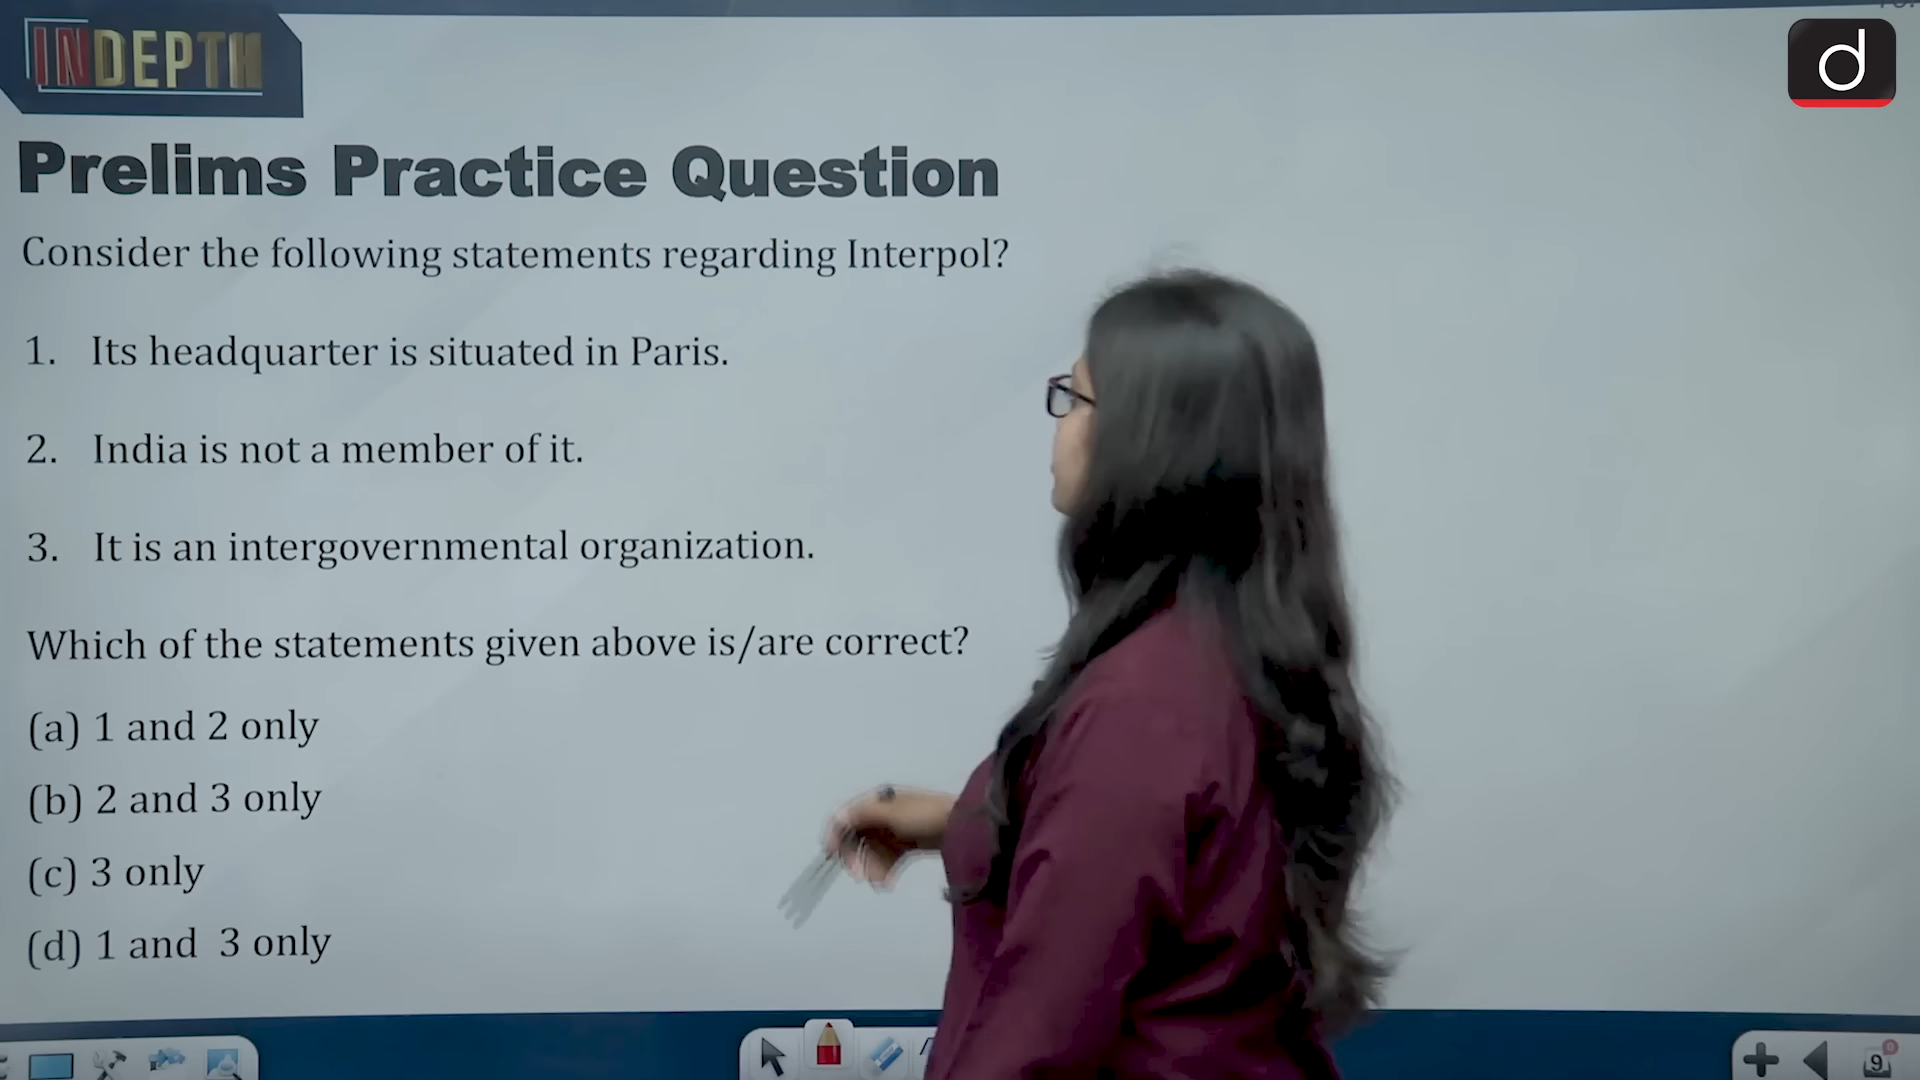 INDEPTH
d
Prelims Practice Question
Consider the following statements regarding Interpol?
1. Its headquarter is situated in Paris.
2. India is not a member of it.
3. It is an intergovernmental organization.
Which of the statements given above is/are correct?
(a) 1 and 2 only
(b) 2 and 3 only
(c) 3 only
(d) 1 and 3 only
9